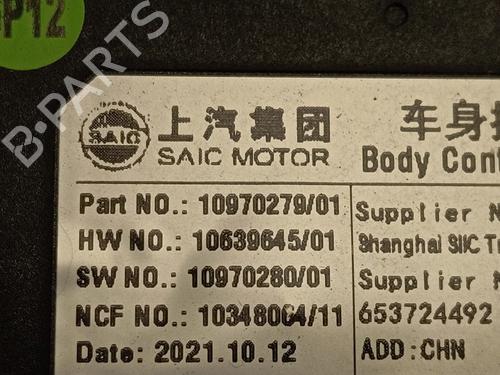 P12
B-PARTS
SAIC 上汽集团
SAIC MOTOR
Part NO.: 10970279/01
HW NO.: 10639645/01
SW NO.: 10970280/01
NCF NO.: 10348064/11
Date: 2021.10.12
车身
Body Cont
Supplier N
Shanghai SIIC T
Supplier N
653724492
ADD: CHN